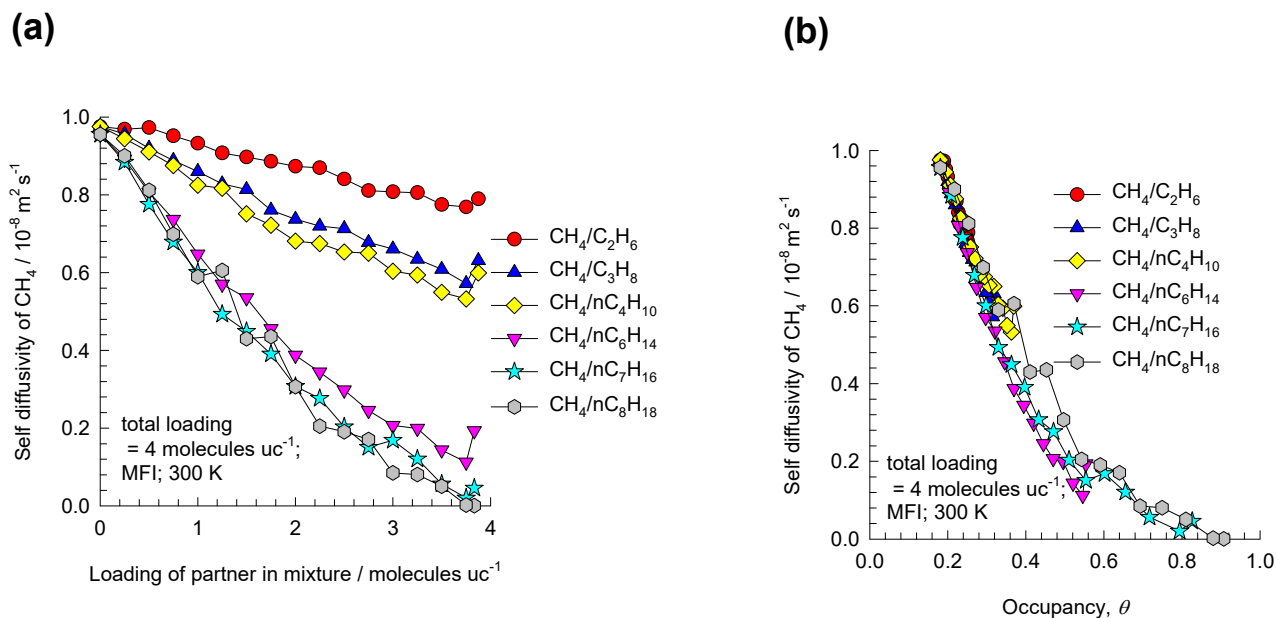 (a)
Self diffusivity of CH₄ / 10⁻⁸ m² s⁻¹
1.0
0.8
0.6
0.4
0.2
0.0
0
1
2
3
4
Loading of partner in mixture / molecules uc⁻¹
total loading
= 4 molecules uc⁻¹;
MFI; 300 K
CH₄/C₂H₆
CH₄/C₃H₈
CH₄/nC₄H₁₀
CH₄/nC₆H₁₄
CH₄/nC₇H₁₆
CH₄/nC₈H₁₈
(b)
Self diffusivity of CH₄ / 10⁻⁸ m² s⁻¹
1.0
0.8
0.6
0.4
0.2
0.0
0.0
0.2
0.4
0.6
0.8
1.0
Occupancy, θ
total loading
= 4 molecules uc⁻¹;
MFI; 300 K
CH₄/C₂H₆
CH₄/C₃H₈
CH₄/nC₄H₁₀
CH₄/nC₆H₁₄
CH₄/nC₇H₁₆
CH₄/nC₈H₁₈